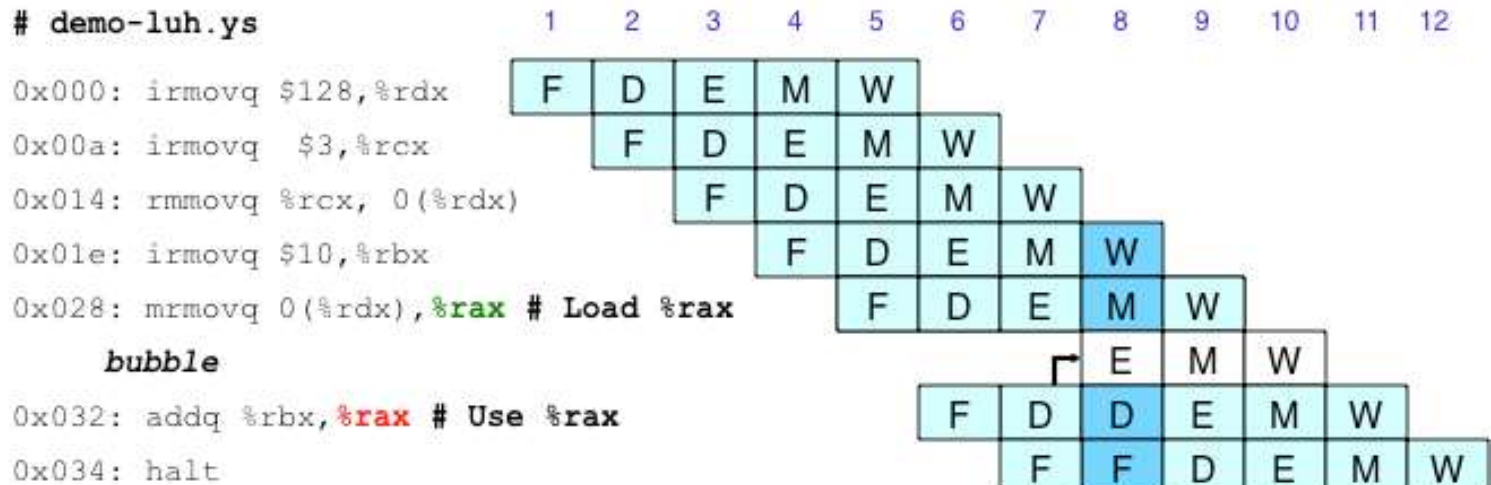 # demo-luh.ys 1 2 3 4 5 6 7 8 9 10 11 12
0x000: irmovq $128,%rdx F D E M W
0x00a: irmovq $3,%rcx F D E M W
0x014: rmmovq %rcx, 0(%rdx) F D E M W
0x01e: irmovq $10,%rbx F D E M W
0x028: mrmovq 0(%rdx),%rax # Load %rax F D E M W
bubble E M W
0x032: addq %rbx,%rax # Use %rax F D D E M W
0x034: halt F F D E M W